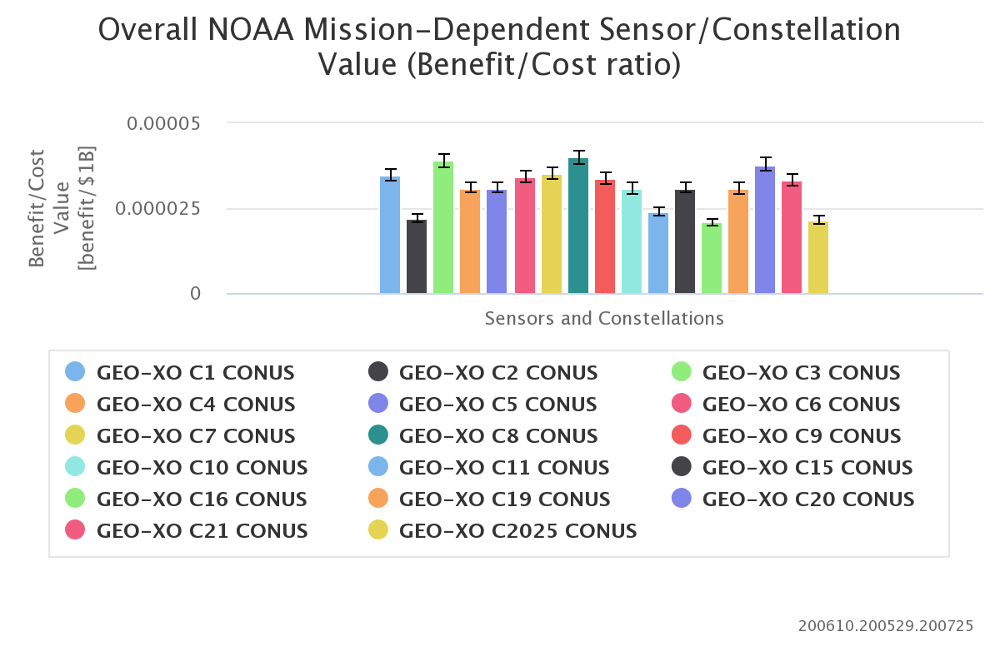 Overall NOAA Mission-Dependent Sensor/Constellation
Value (Benefit/Cost ratio)
Benefit/Cost
Value
[benefit/$1B]
0.00005
0.000025
0
Sensors and Constellations
GEO-XO C1 CONUS
GEO-XO C2 CONUS
GEO-XO C3 CONUS
GEO-XO C4 CONUS
GEO-XO C5 CONUS
GEO-XO C6 CONUS
GEO-XO C7 CONUS
GEO-XO C8 CONUS
GEO-XO C9 CONUS
GEO-XO C10 CONUS
GEO-XO C11 CONUS
GEO-XO C15 CONUS
GEO-XO C16 CONUS
GEO-XO C19 CONUS
GEO-XO C20 CONUS
GEO-XO C21 CONUS
GEO-XO C2025 CONUS
200610.200529.200725